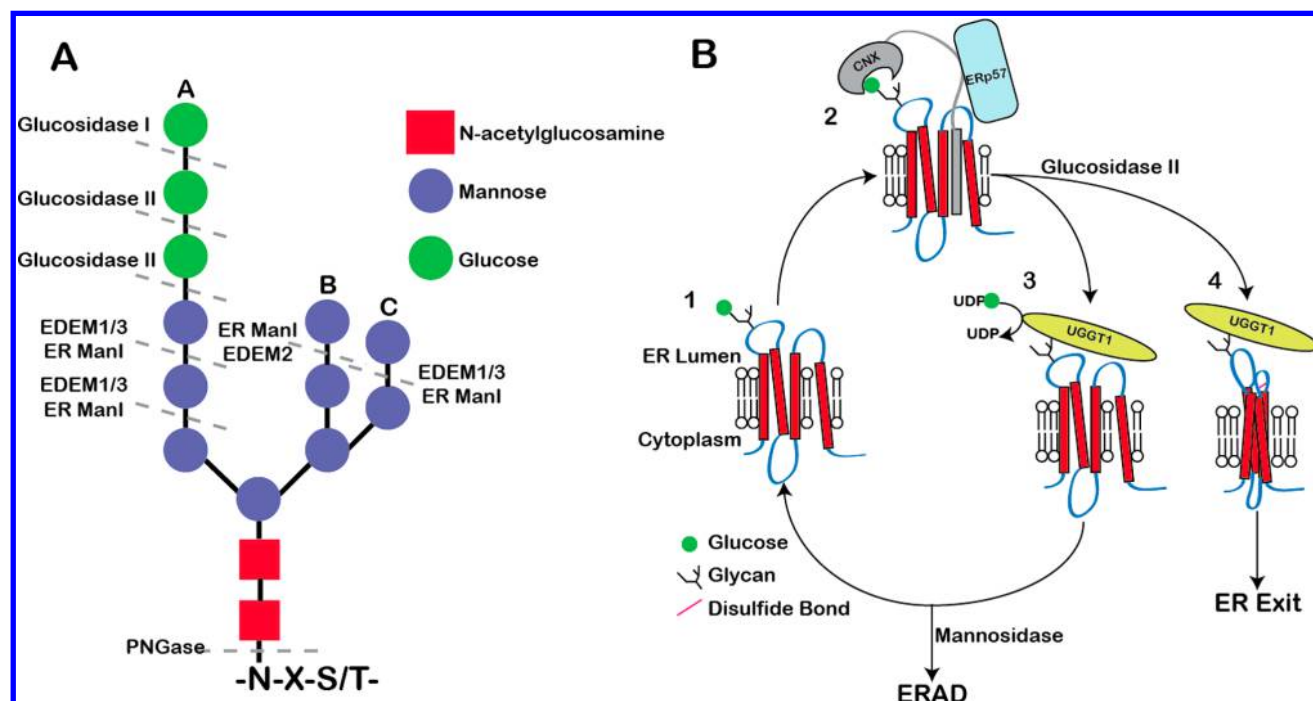 A
A
Glucosidase I
Glucosidase II
Glucosidase II
EDEM1/3
ER ManI
EDEM1/3
ER ManI
B
ER ManI
EDEM2
C
EDEM1/3
ER ManI
PNGase
-N-X-S/T-
N-acetylglucosamine
Mannose
Glucose
B
CNX
ERp57
2
Glucosidase II
1
ER Lumen
Cytoplasm
3
UDP
UDP
UGGT1
4
UGGT1
Glucose
Glycan
Disulfide Bond
Mannosidase
ERAD
ER Exit